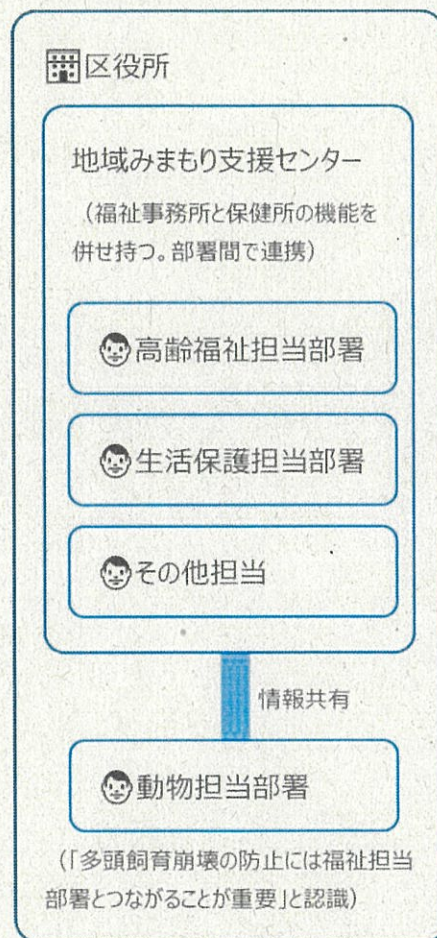 区役所
地域みまもり支援センター
（福祉事務所と保健所の機能を
併せ持つ。部署間で連携）
高齢福祉担当部署
生活保護担当部署
その他担当
情報共有
動物担当部署
（「多頭飼育崩壊の防止には福祉担当
部署とつながることが重要」と認識）